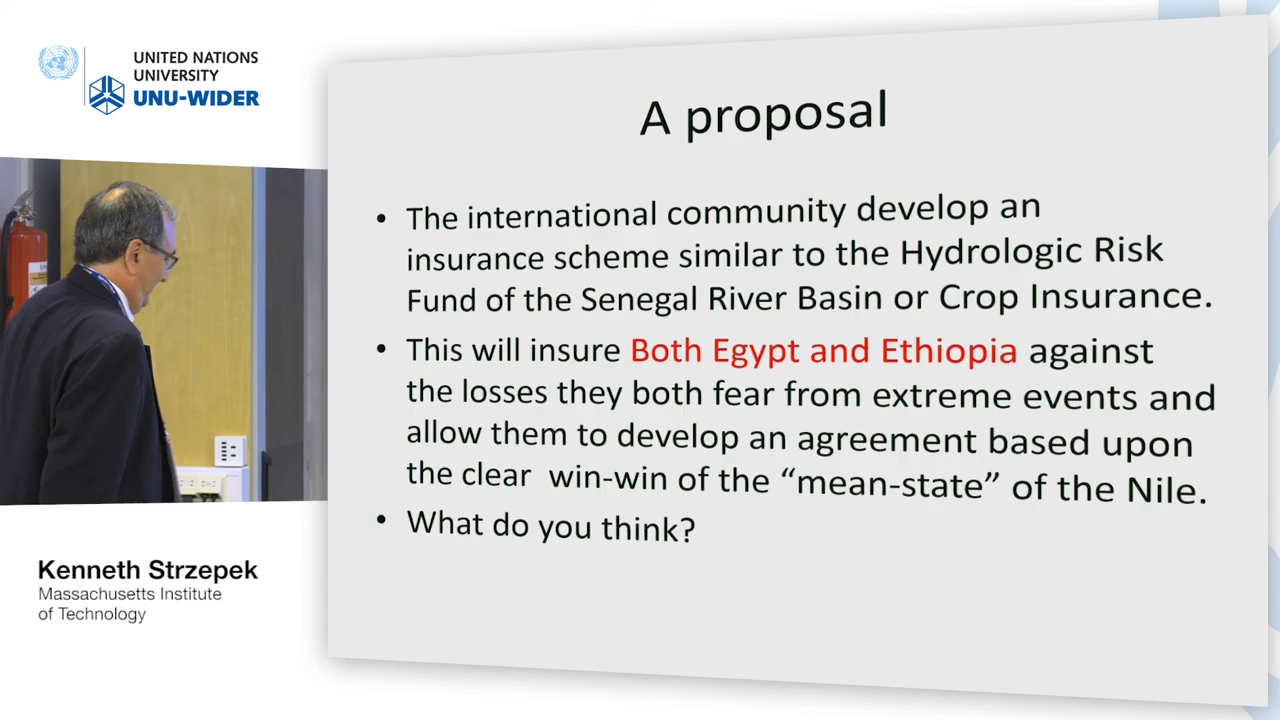 UNITED NATIONS
UNIVERSITY
UNU-WIDER
A proposal
• The international community develop an
insurance scheme similar to the Hydrologic Risk
Fund of the Senegal River Basin or Crop Insurance.
• This will insure Both Egypt and Ethiopia against
the losses they both fear from extreme events and
allow them to develop an agreement based upon
the clear win-win of the “mean-state” of the Nile.
• What do you think?
Kenneth Strzepek
Massachusetts Institute
of Technology